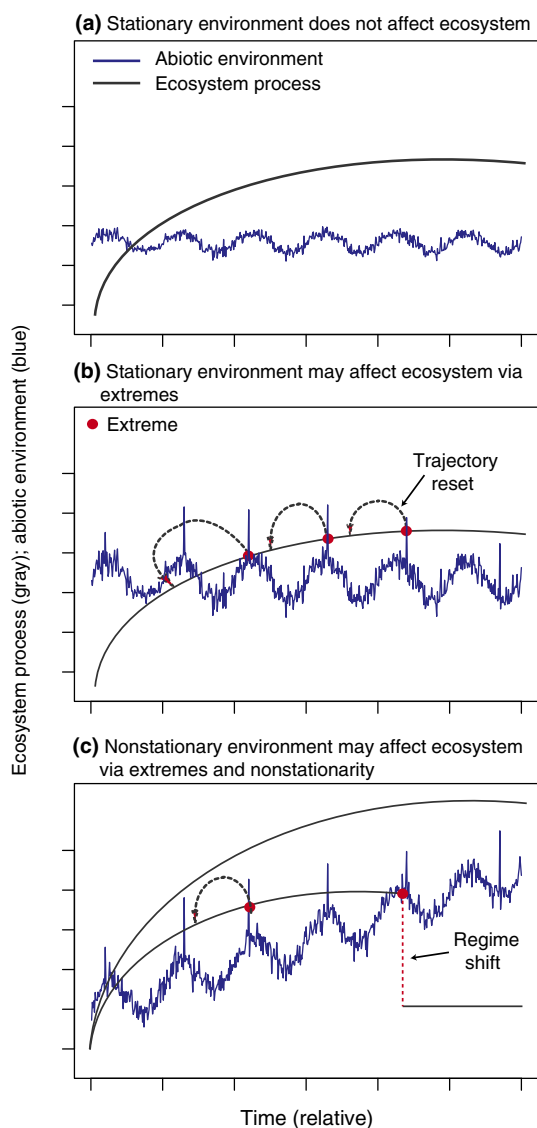 (a) Stationary environment does not affect ecosystem
Abiotic environment
Ecosystem process
(b) Stationary environment may affect ecosystem via
extremes
Extreme
Trajectory
reset
(c) Nonstationary environment may affect ecosystem
via extremes and nonstationarity
Regime
shift
Ecosystem process (gray); abiotic environment (blue)
Time (relative)